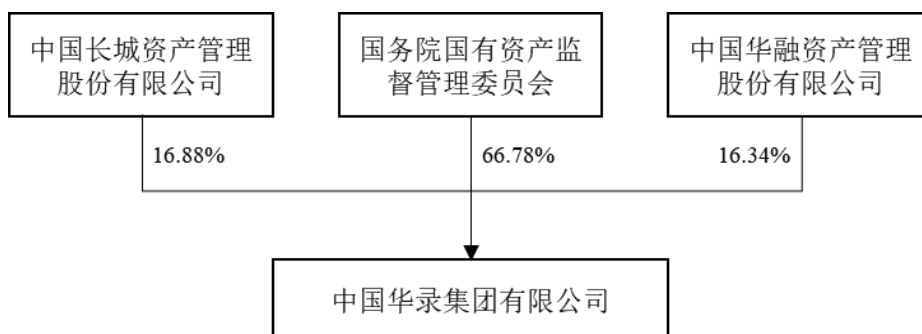 中国长城资产管理
股份有限公司
国务院国有资产监
督管理委员会
中国华融资产管理
股份有限公司
16.88%
66.78%
16.34%
中国华录集团有限公司